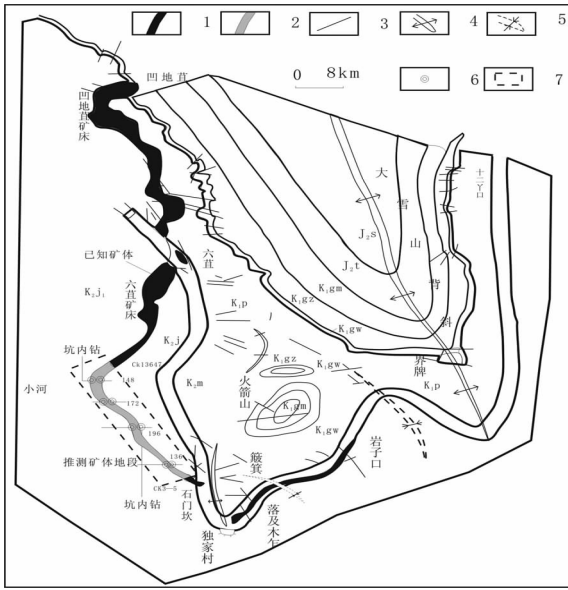 1
2
3
4
5
0 8km
6
7
凹地苴
凹地苴矿床
十二丫口
大雪山背斜
J₂s
J₂t
K₁gm
K₁gz
K₁gw
六苴
已知矿体
K₂j₁
六苴矿床
K₁p
K₂j
K₂m
Ck13647
坑内钻
小河
148
172
196
136
推测矿体地段
CK3-5
坑内钻
石门坎
独家村
火箭山
K₁gz
K₁gw
K₁gm
K₁gw
簸箕
落及木乍
岩子口
界牌
K₁p